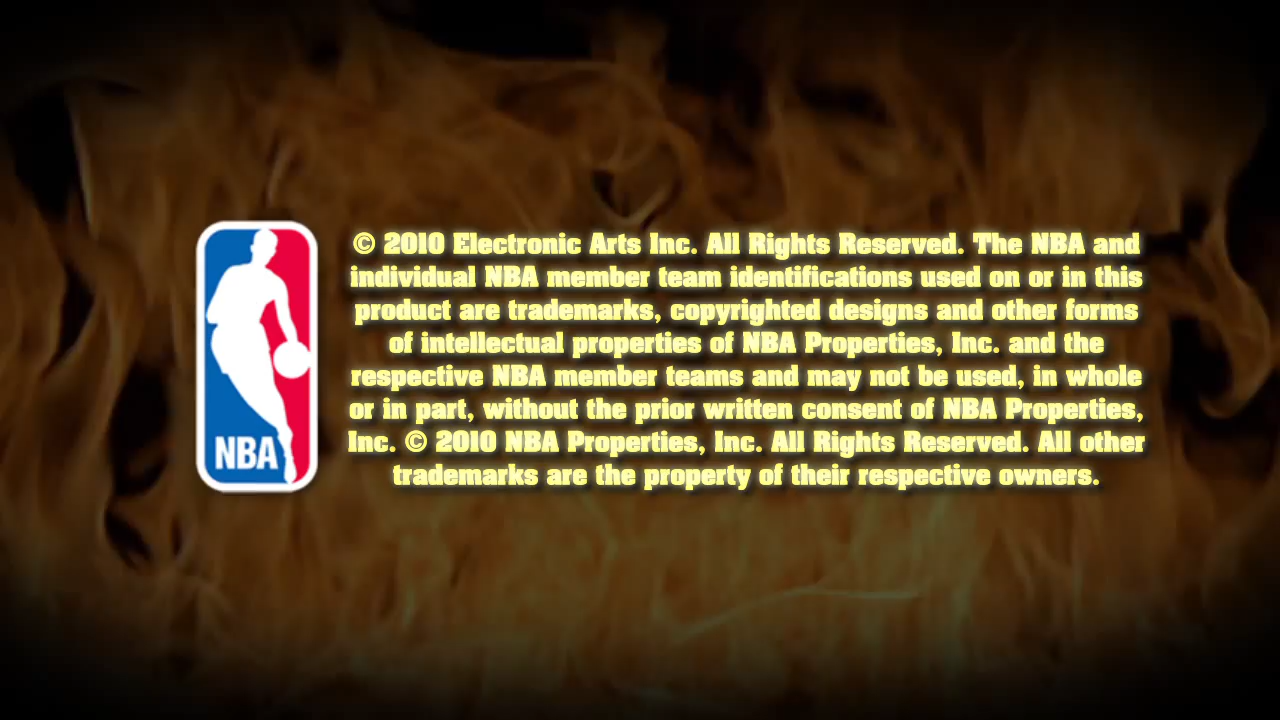 © 2010 Electronic Arts Inc. All Rights Reserved. The NBA and
individual NBA member team identifications used on or in this
product are trademarks, copyrighted designs and other forms
of intellectual properties of NBA Properties, Inc. and the
respective NBA member teams and may not be used, in whole
or in part, without the prior written consent of NBA Properties,
Inc. © 2010 NBA Properties, Inc. All Rights Reserved. All other
trademarks are the property of their respective owners.
NBA